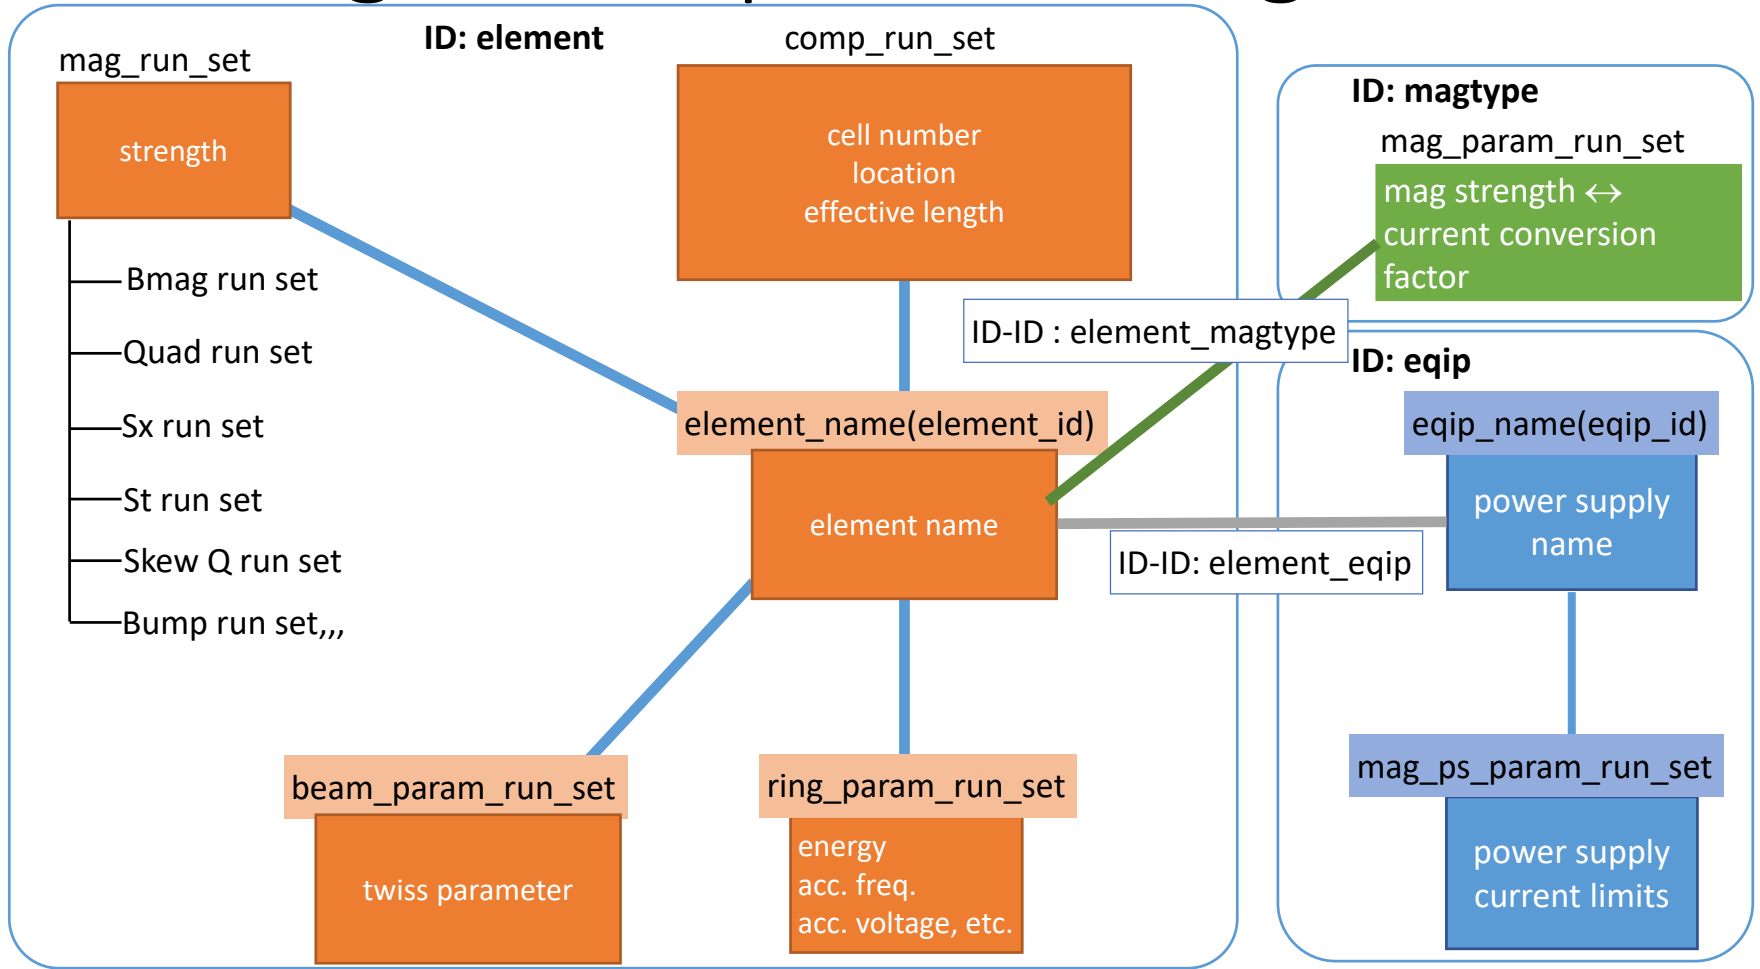 ID: element
comp_run_set
mag_run_set
strength
cell number
location
effective length
ID: magtype
mag_param_run_set
mag strength ↔
current conversion
factor
Bmag run set
Quad run set
Sx run set
St run set
Skew Q run set
Bump run set,,,
ID-ID : element_magtype
element_name(element_id)
element name
ID: eqip
eqip_name(eqip_id)
power supply
name
ID-ID: element_eqip
beam_param_run_set
twiss parameter
ring_param_run_set
energy
acc. freq.
acc. voltage, etc.
mag_ps_param_run_set
power supply
current limits